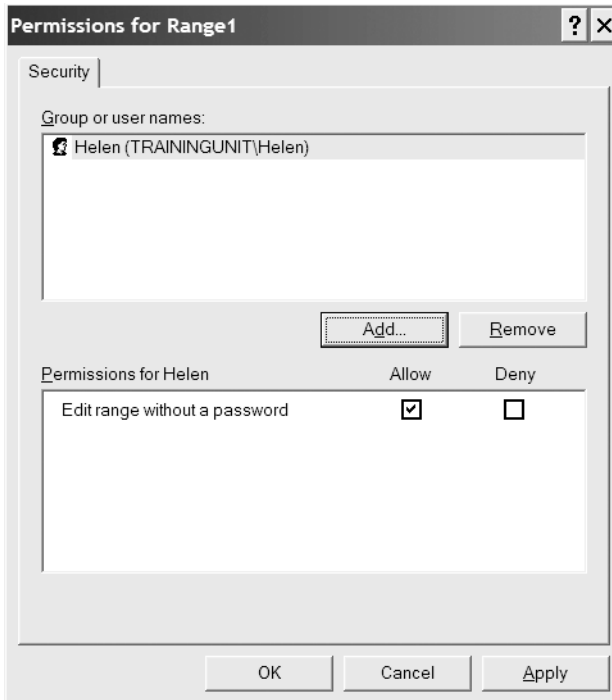 Permissions for Range1
? X
Security
Group or user names:
Helen (TRAININGUNIT\Helen)
Add... Remove
Permissions for Helen Allow Deny
Edit range without a password
OK Cancel Apply